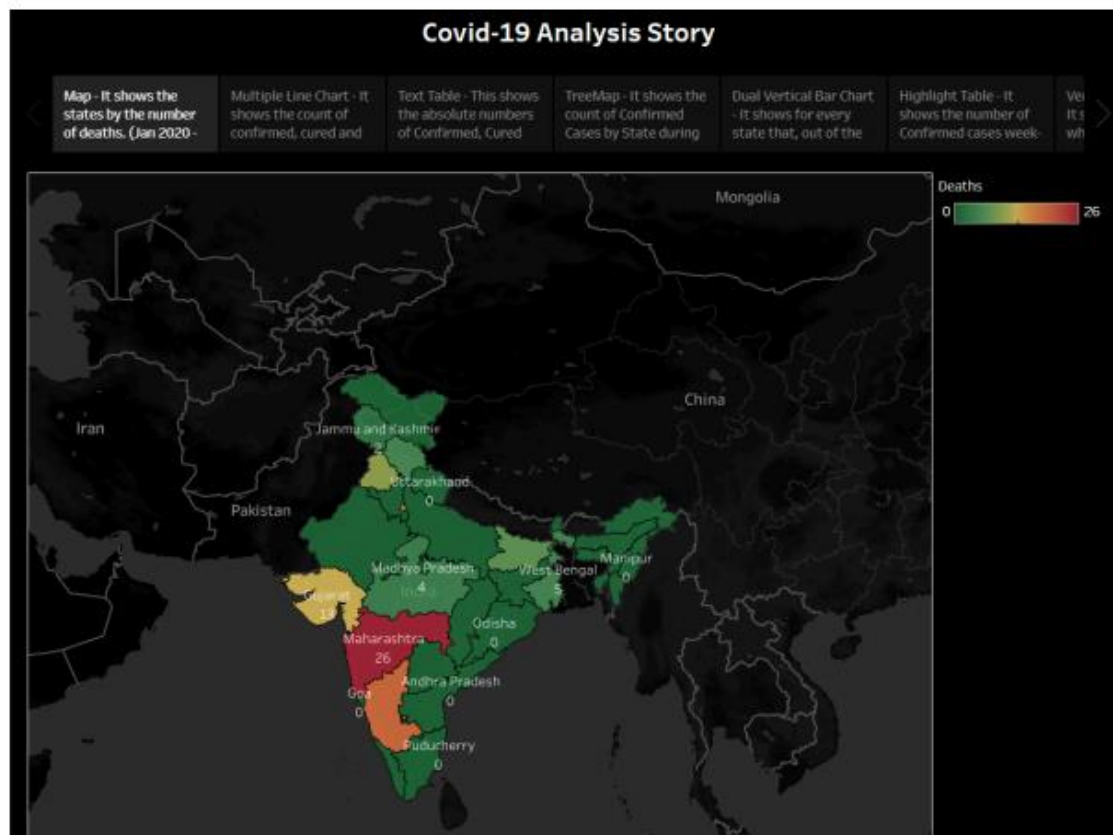 Covid-19 Analysis Story
Map - It shows the
states by the number
of deaths. (Jan 2020 -
Multiple Line Chart - It
shows the count of
confirmed, cured and
Text Table - This shows
the absolute numbers
of Confirmed, Cured
TreeMap - It shows the
count of Confirmed
Cases by State during
Dual Vertical Bar Chart
- It shows for every
state that, out of the
Highlight Table - It
shows the number of
Confirmed cases week-
It s
wh
Deaths
0
26
Mongolia
China
Iran
Jammu and Kashmir
Uttarakhand
0
Pakistan
Madhya Pradesh
4
India
West Bengal
5
Manipur
0
Gujarat
13
Odisha
0
Maharashtra
26
Andhra Pradesh
0
Goa
0
Puducherry
0